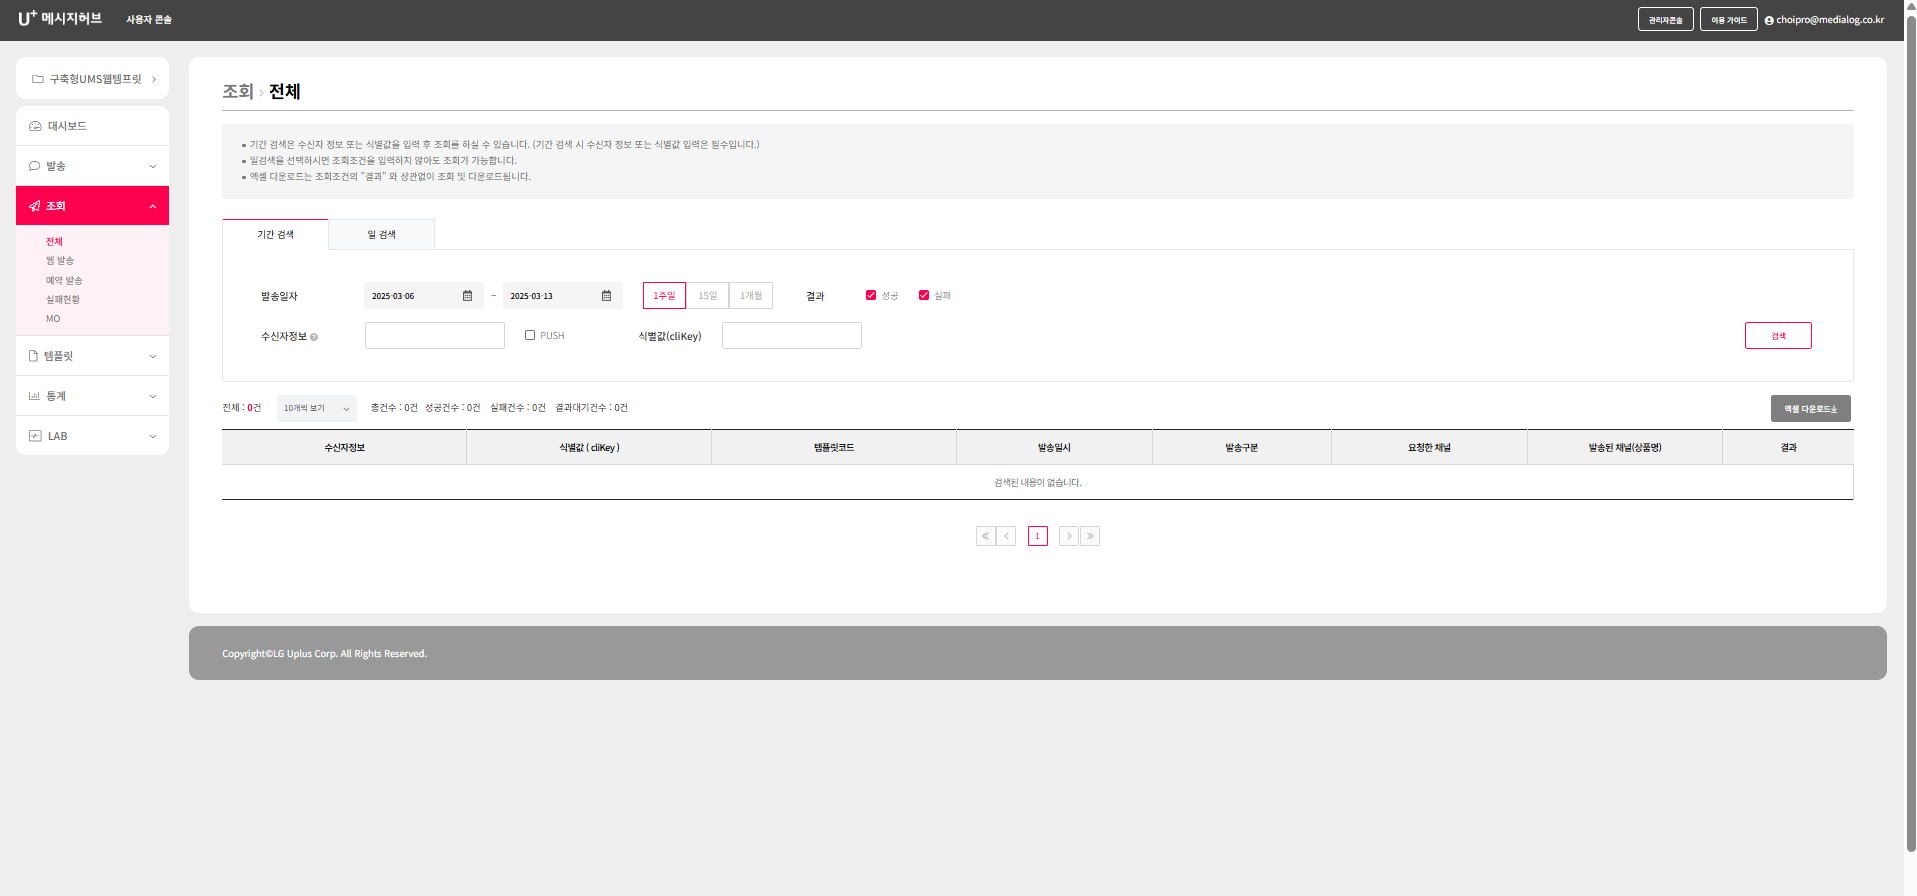 U+ 메시지허브
사용자 콘솔
관리자콘솔
이용 가이드
choipro@medialog.co.kr
구축형UMS웹템프릿
대시보드
발송
조회
전체
웹 발송
예약 발송
실패현황
MO
템플릿
통계
LAB
조회 › 전체
기간 검색은 수신자 정보 또는 식별값을 입력 후 조회를 하실 수 있습니다. (기간 검색 시 수신자 정보 또는 식별값 입력은 필수입니다.)
일검색을 선택하시면 조회조건을 입력하지 않아도 조회가 가능합니다.
엑셀 다운로드는 조회조건의 "결과" 와 상관없이 조회 및 다운로드됩니다.
기간 검색 일 검색
발송일자 2025-03-06 ~ 2025-03-13 1주일 15일 1개월 결과 성공 실패
수신자정보 PUSH 식별값(cliKey) 검색
전체 : 0건 10개씩 보기 총건수 : 0건 성공건수 : 0건 실패건수 : 0건 결과대기건수 : 0건 엑셀 다운로드
수신자정보 식별값 ( cliKey ) 템플릿코드 발송일시 발송구분 요청한 채널 발송된 채널(상품명) 결과
검색된 내용이 없습니다.
« ‹ 1 › »
Copyright©LG Uplus Corp. All Rights Reserved.